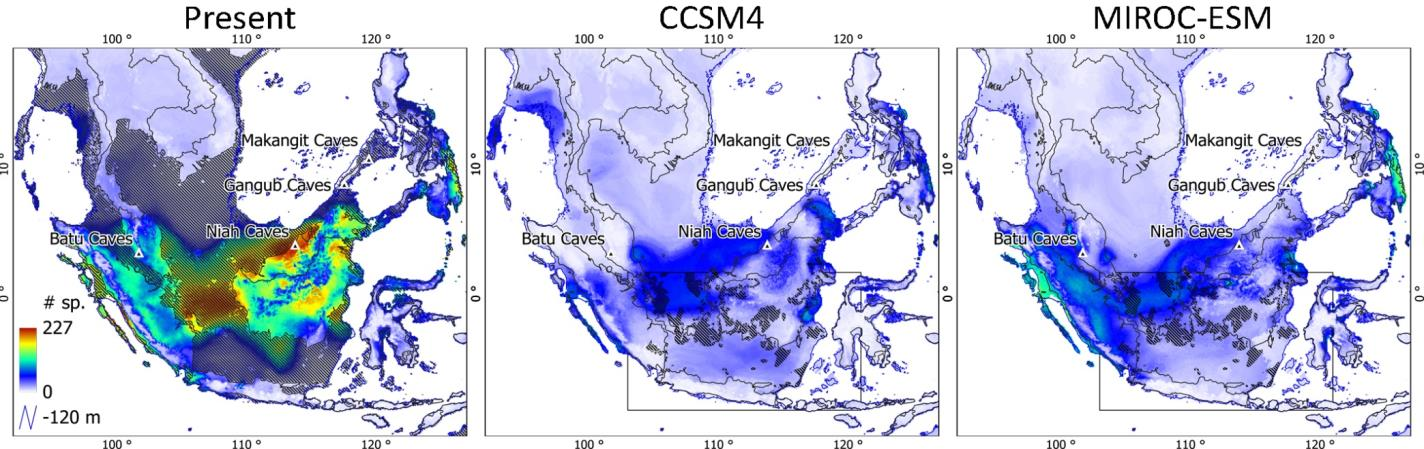 Present CCSM4 MIROC-ESM
100 ° 110 ° 120 ° 100 ° 110 ° 120 ° 100 ° 110 ° 120 °
Makangit Caves Makangit Caves Makangit Caves
10 ° 10 ° 10 ° 10 °
Gangub Caves Gangub Caves Gangub Caves
Batu Caves Niah Caves Batu Caves Niah Caves Batu Caves Niah Caves
0 ° 0 ° 0 ° 0 °
# sp.
227
0
-120 m
100 ° 110 ° 120 ° 100 ° 110 ° 120 ° 100 ° 110 ° 120 °